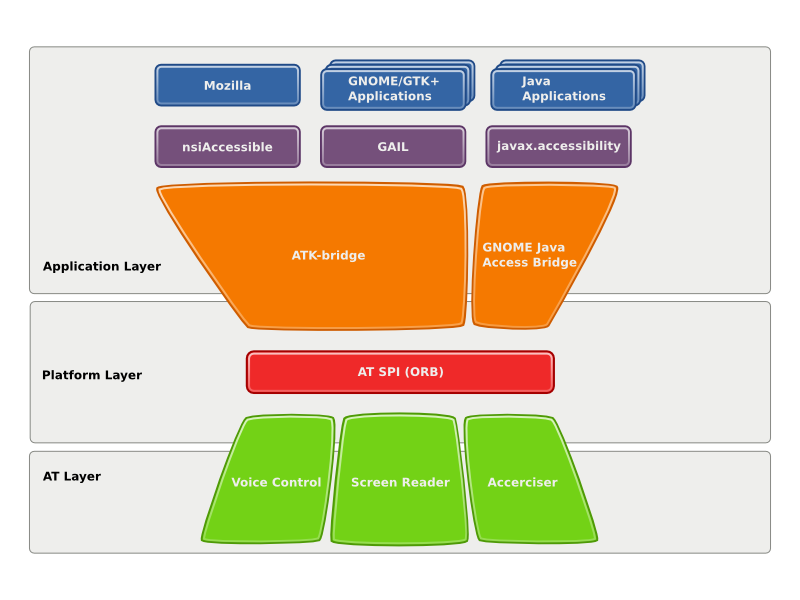 Mozilla
GNOME/GTK+
Applications
Java
Applications
nsiAccessible
GAIL
javax.accessibility
ATK-bridge
GNOME Java
Access Bridge
Application Layer
Platform Layer
AT SPI (ORB)
AT Layer
Voice Control
Screen Reader
Accerciser